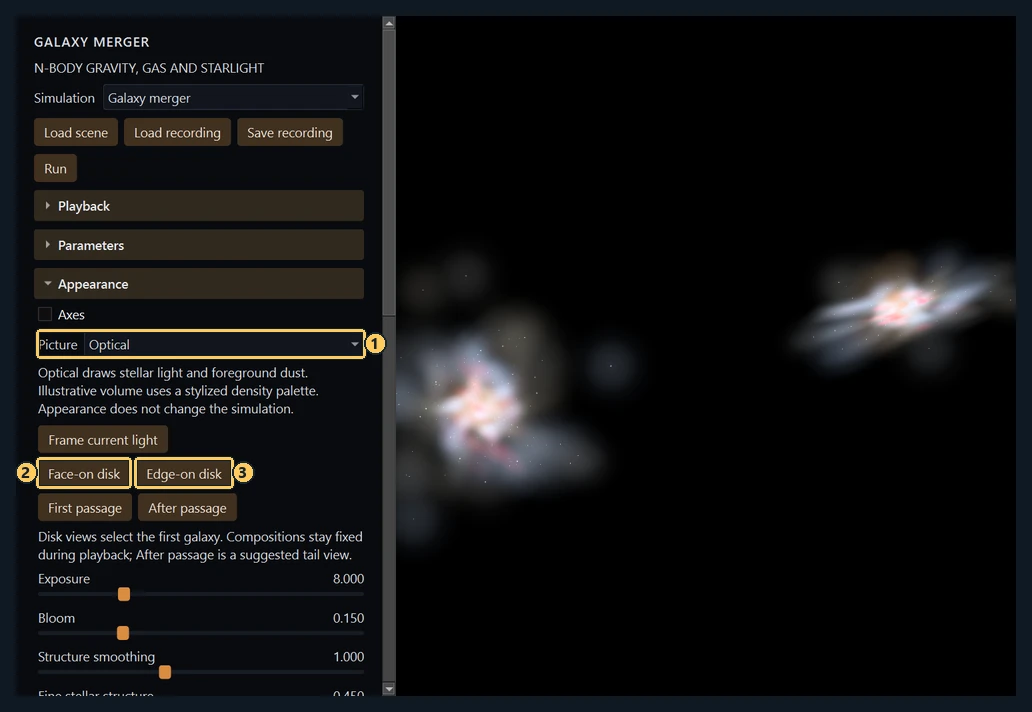 GALAXY MERGER
N-BODY GRAVITY, GAS AND STARLIGHT
Simulation Galaxy merger
Load scene Load recording Save recording
Run
Playback
Parameters
Appearance
Axes
Picture Optical 1
Optical draws stellar light and foreground dust.
Illustrative volume uses a stylized density palette.
Appearance does not change the simulation.
Frame current light
2 Face-on disk Edge-on disk 3
First passage After passage
Disk views select the first galaxy. Compositions stay fixed
during playback; After passage is a suggested tail view.
Exposure 8.000
Bloom 0.150
Structure smoothing 1.000
Fine stellar structure 0.450